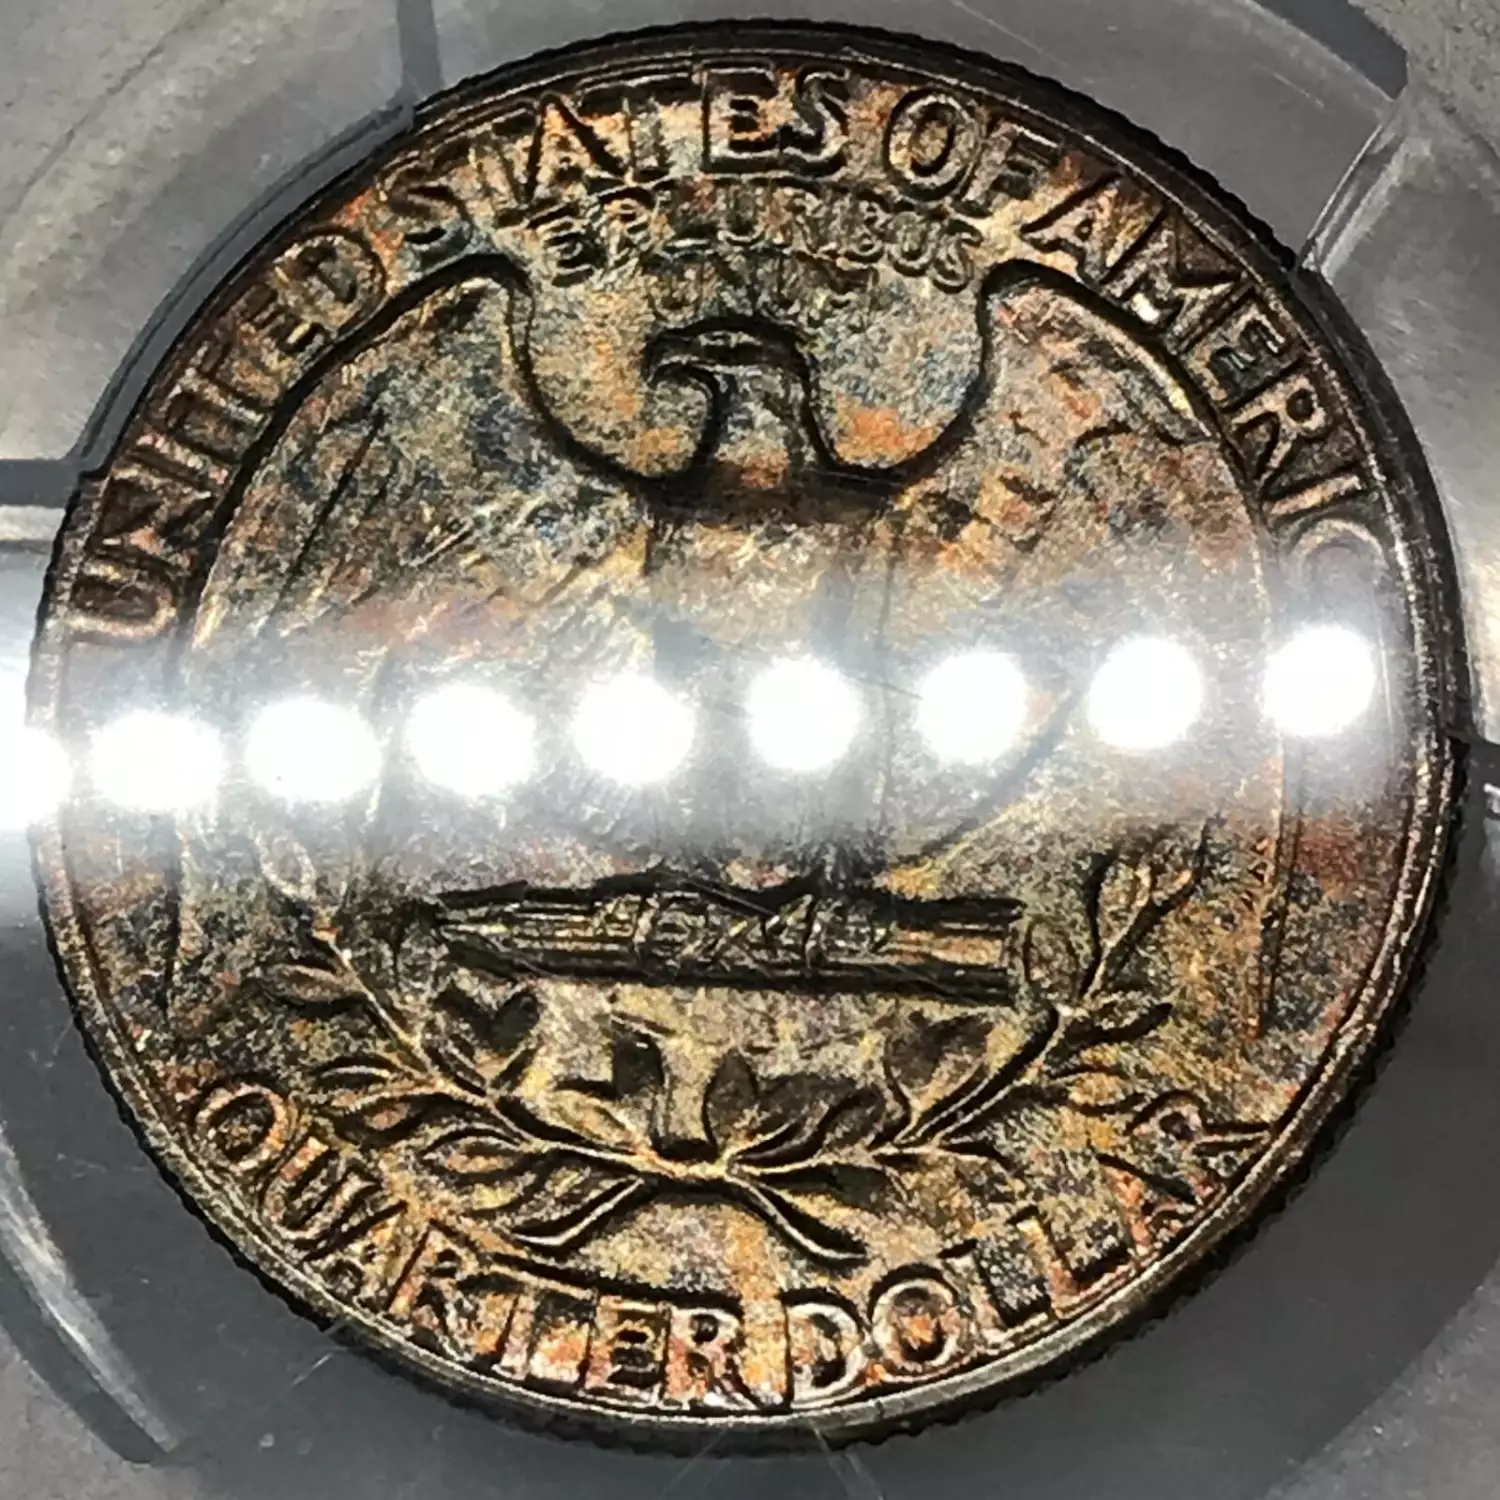 UNITED STATES OF AMERICA
E PLURIBUS
UNUM
QUARTER DOLLAR